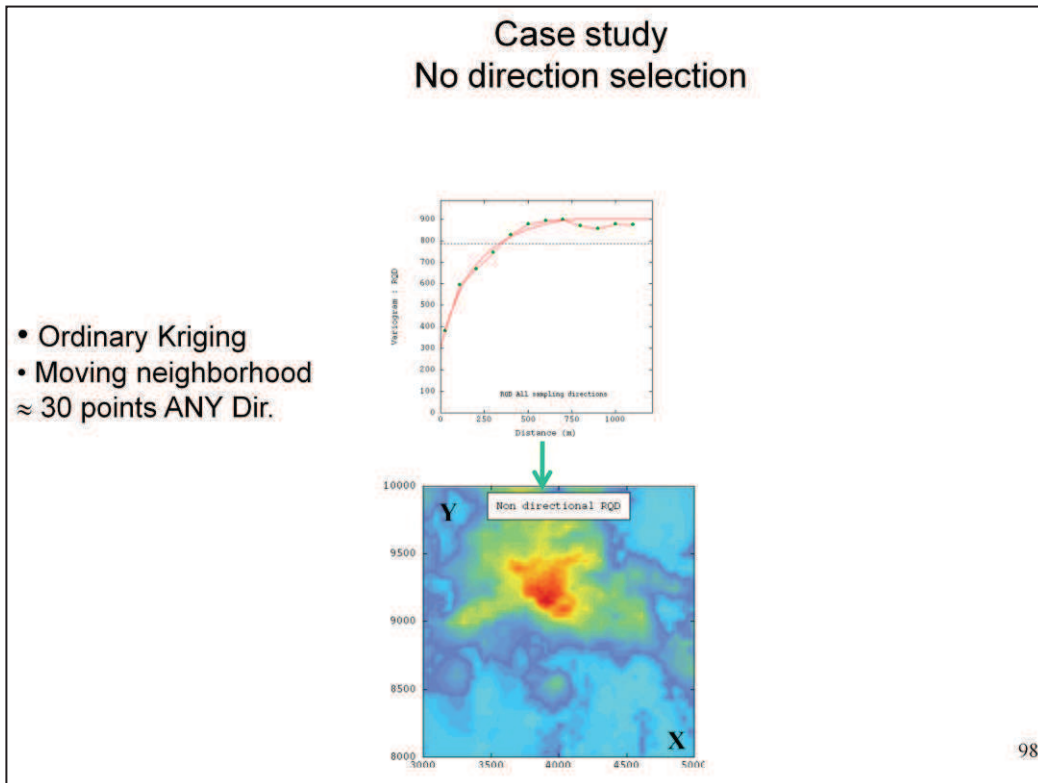 Case study
No direction selection
• Ordinary Kriging
• Moving neighborhood
≈ 30 points ANY Dir.
900
800
700
600
500
400
300
200
100
0
Variogram : RQD
RQD All sampling directions
0 250 500 750 1000
Distance (m)
10000
9500
9000
8500
8000
Y
Non directional RQD
X
3000 3500 4000 4500 5000
98